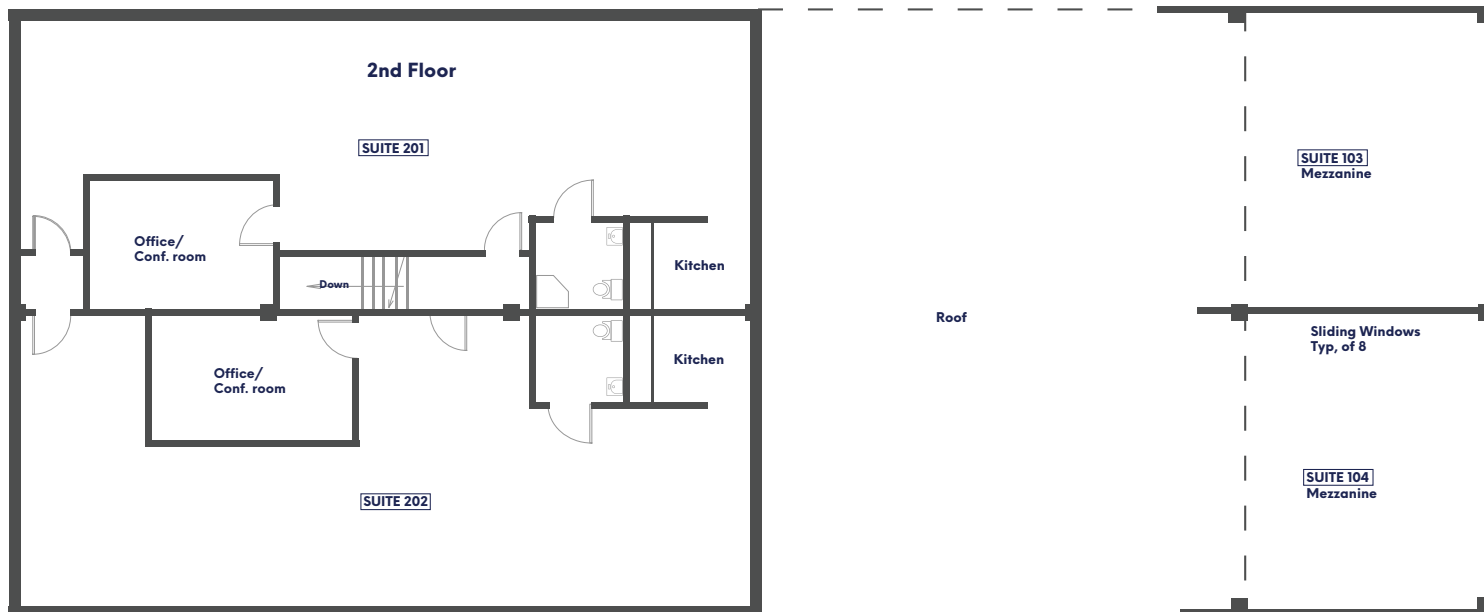 2nd Floor
SUITE 201
Office/
Conf. room
Down
Kitchen
Kitchen
Office/
Conf. room
SUITE 202
Roof
SUITE 103
Mezzanine
Sliding Windows
Typ, of 8
SUITE 104
Mezzanine